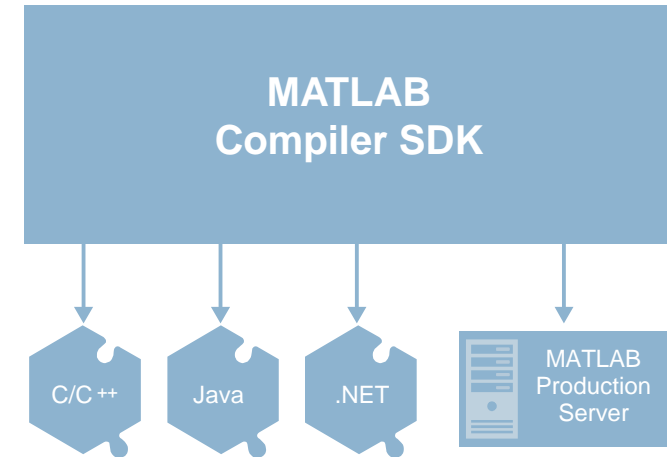 MATLAB
Compiler SDK
C/C ++
Java
.NET
MATLAB
Production
Server